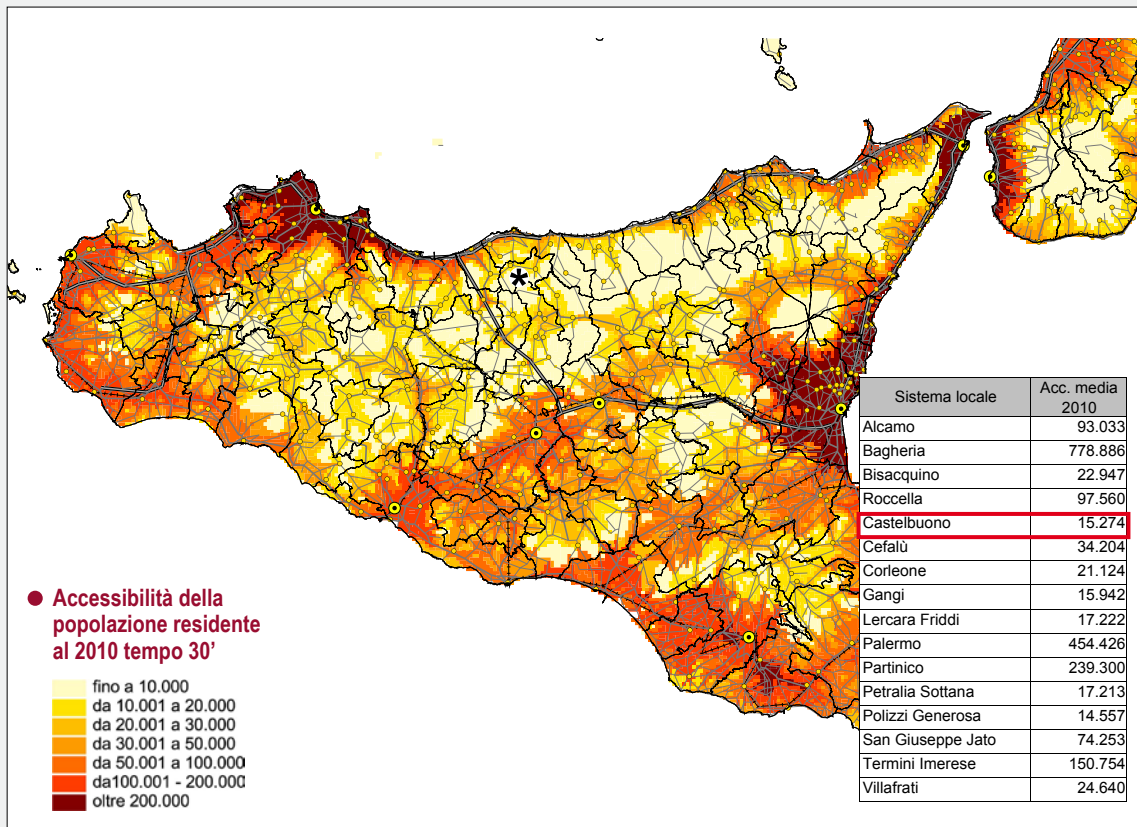 Sistema locale Acc. media 2010
Alcamo 93.033
Bagheria 778.886
Bisacquino 22.947
Roccella 97.560
Castelbuono 15.274
Cefalù 34.204
Corleone 21.124
Gangi 15.942
Lercara Friddi 17.222
Palermo 454.426
Partinico 239.300
Petralia Sottana 17.213
Polizzi Generosa 14.557
San Giuseppe Jato 74.253
Termini Imerese 150.754
Villafrati 24.640
Accessibilità della
popolazione residente
al 2010 tempo 30’
fino a 10.000
da 10.001 a 20.000
da 20.001 a 30.000
da 30.001 a 50.000
da 50.001 a 100.000
da100.001 - 200.000
oltre 200.000